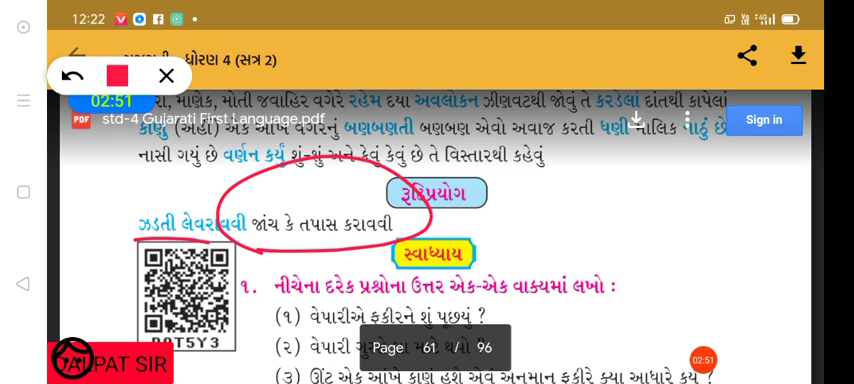 12:22
ધોરણ 4 (સત્ર 2)
02:51
માણેક, મોતી જવાહિર વગેરે રહેમ દયા અવલોકન ઝીણવટથી જોવું તે કરડેલાં દાંતથી કાપેલાં
PDF std-4 Gujarati First Language.pdf
Sign in
કાણું (અહીં) એક આંખ વગરનું બણબણતી બણબણ એવો અવાજ કરતી ધણી માલિક નાઠું છે
નાસી ગયું છે વર્ણન કર્યું શું-શું અને કેવું કેવું છે તે વિસ્તારથી કહેવું
રૂઢિપ્રયોગ
ઝડતી લેવરાવવી જાંચ કે તપાસ કરાવવી
સ્વાધ્યાય
૧. નીચેના દરેક પ્રશ્નોના ઉત્તર એક-એક વાક્યમાં લખો :
(૧) વેપારીએ ફકીરને શું પૂછયું ?
(૨) વેપારી
Page 61 / 96
02:51
(૩) ઊંટ એક આંખે કાણું હશે એવું અનુમાન ફકીરે ક્યા આધારે કર્યું ?